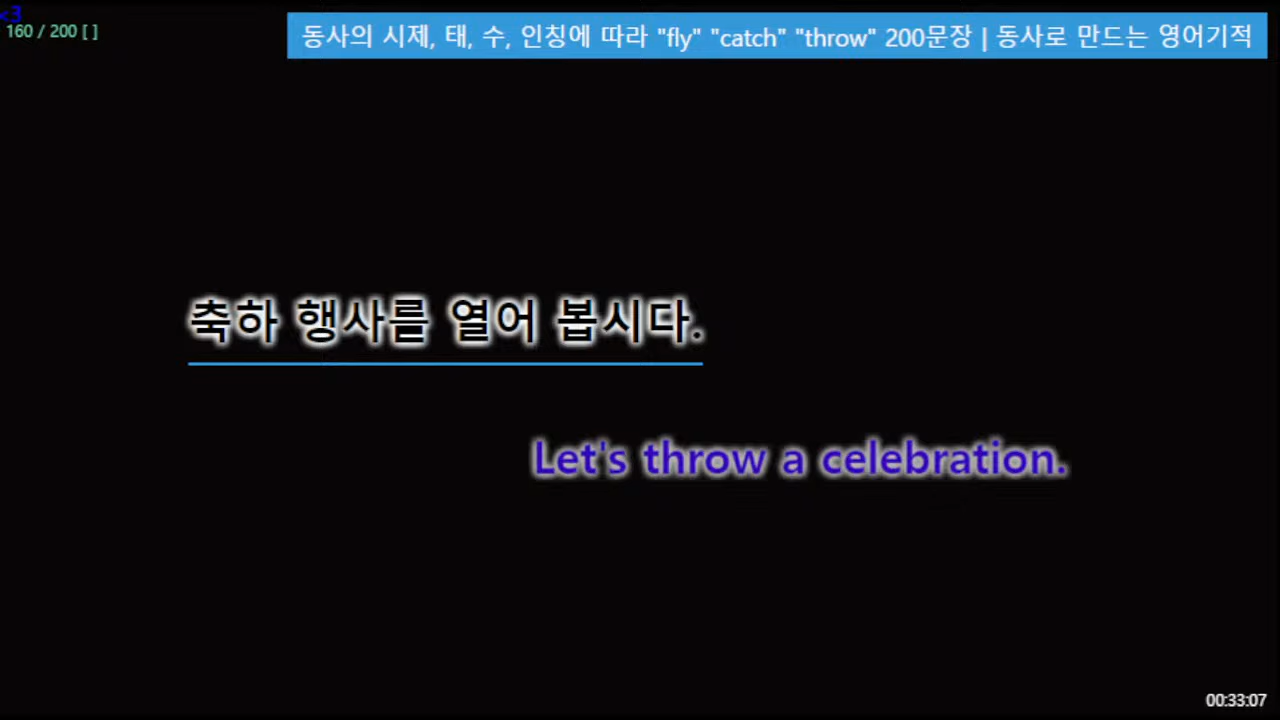 <3
160 / 200 [ ]
동사의 시제, 태, 수, 인칭에 따라 "fly" "catch" "throw" 200문장 | 동사로 만드는 영어기적
축하 행사를 열어 봅시다.
Let's throw a celebration.
00:33:07